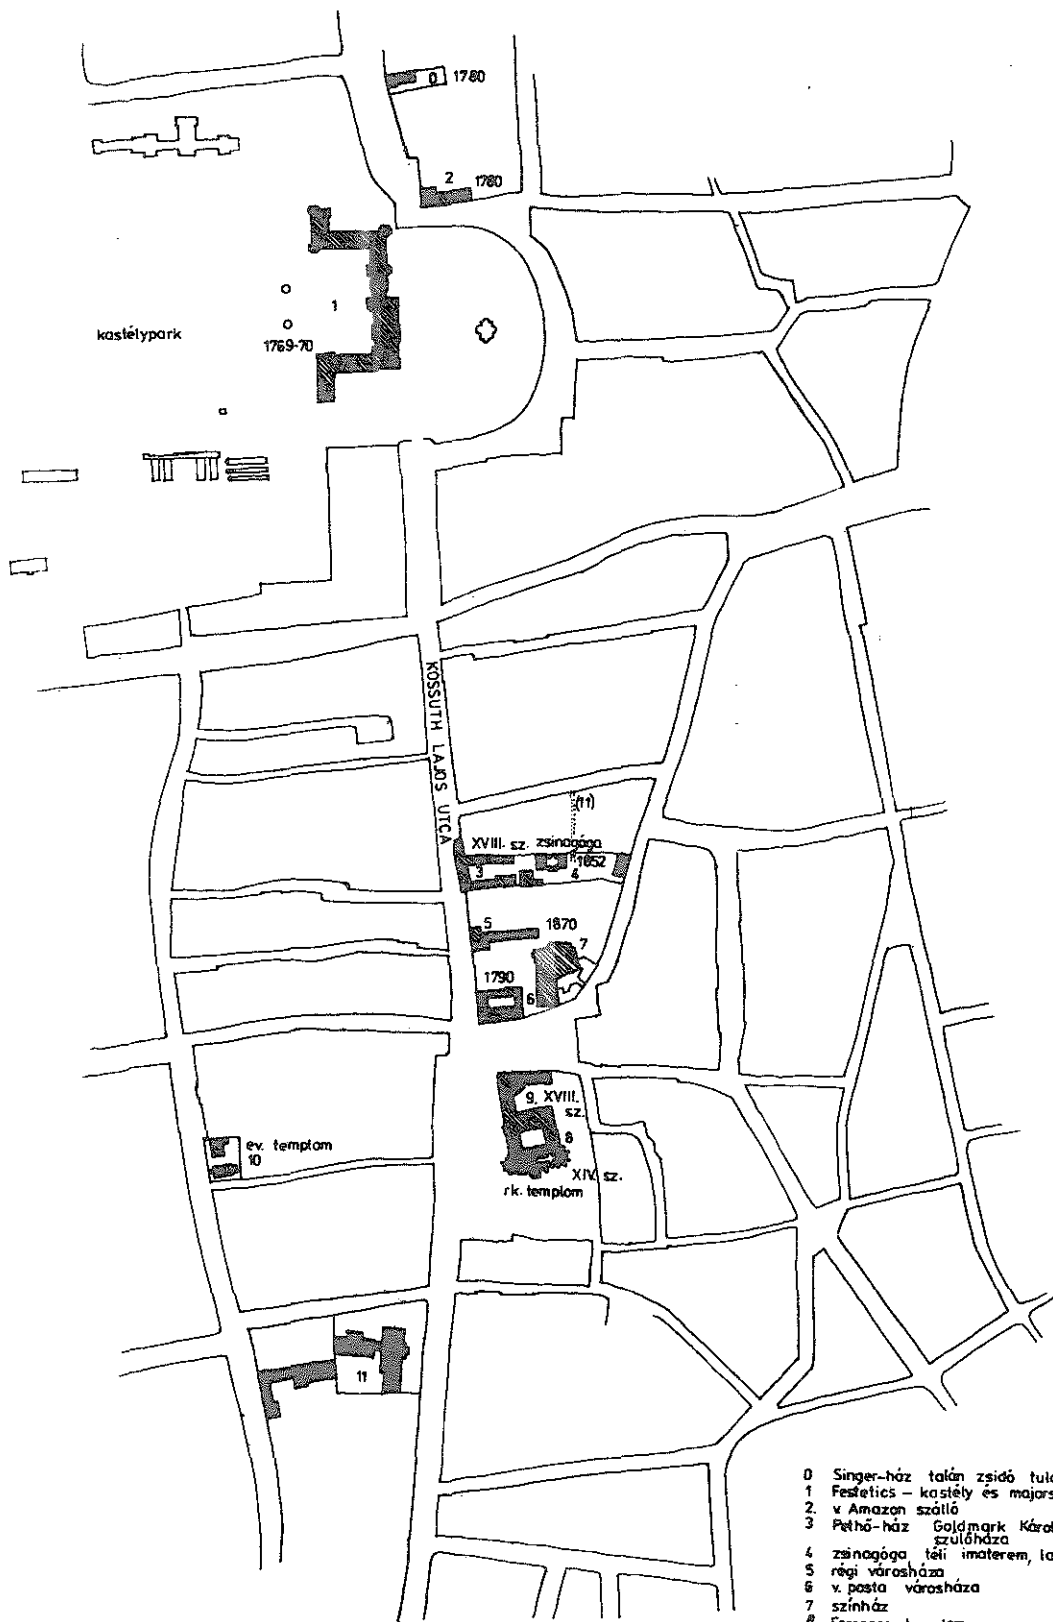 0 1780
2 1780
1
kastélypark
1769-70
KOSSUTH LAJOS UTCA
(11)
XVIII. sz. zsinagóga
3 1852
4
5 1870
7
1790
6
9. XVIII.
sz.
8
ev. templom
10
XIV. sz.
rk. templom
11
0 Singer-ház talán zsidó
1 Festetics - kastély és
2. v Amazon szálló
3 Pethő-ház Goldmark
szülőháza
4 zsinagóga, téli imaterem,
5 régi városháza
6 v. posta városháza
7 színház